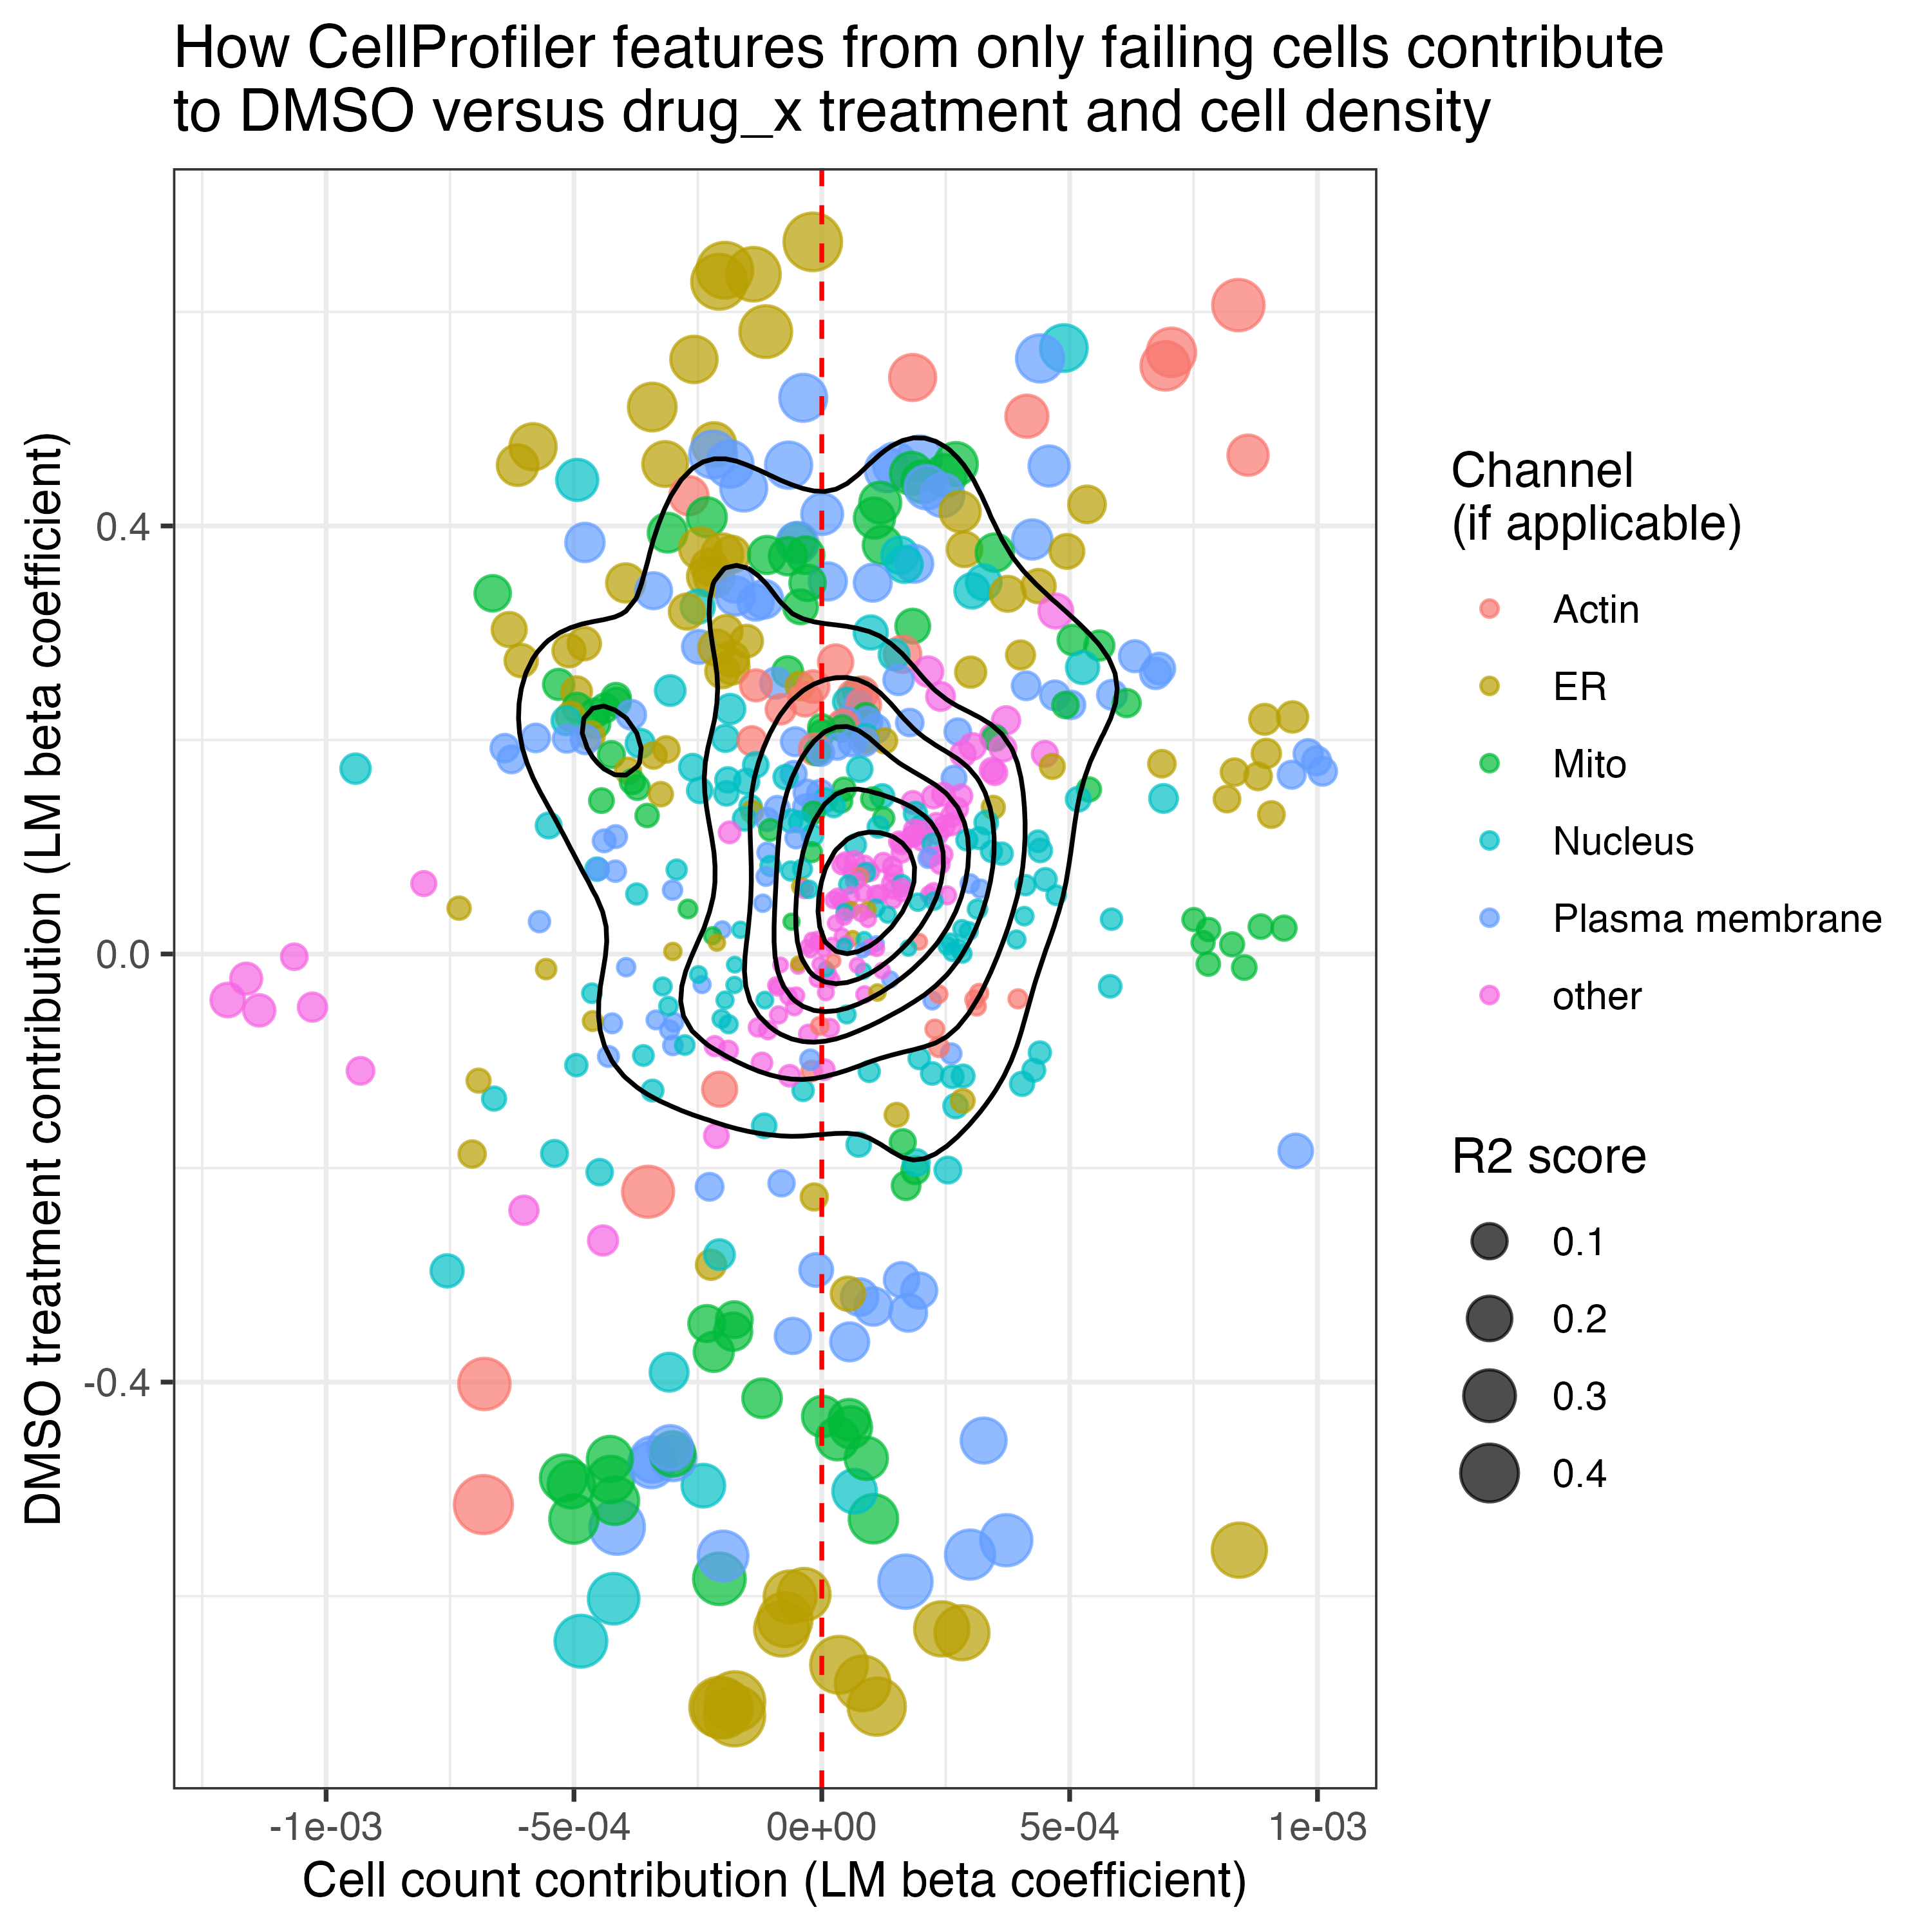 How CellProfiler features from only failing cells contribute
to DMSO versus drug_x treatment and cell density
DMSO treatment contribution (LM beta coefficient)
0.4
0.0
-0.4
-1e-03
-5e-04
0e+00
5e-04
1e-03
Cell count contribution (LM beta coefficient)
Channel
(if applicable)
Actin
ER
Mito
Nucleus
Plasma membrane
other
R2 score
0.1
0.2
0.3
0.4